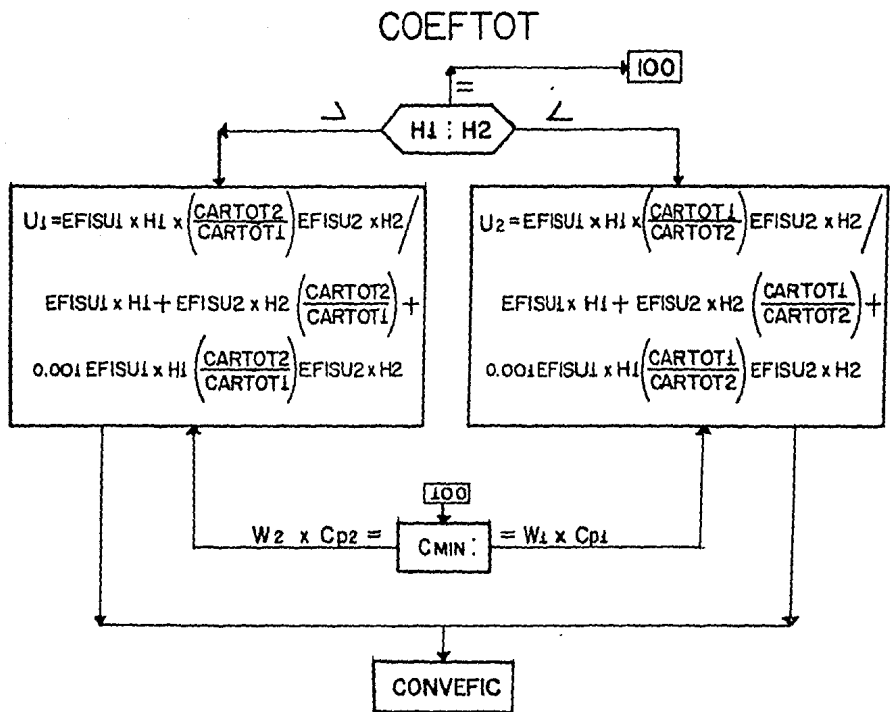 COEFTOT
100
=
> H1 : H2 <
U1=EFISU1 x H1 x (CARTOT2/CARTOT1) EFISU2 x H2 /
EFISU1 x H1 + EFISU2 x H2 (CARTOT2/CARTOT1) +
0.001 EFISU1 x H1 (CARTOT2/CARTOT1) EFISU2 x H2
U2=EFISU1 x H1 x (CARTOT1/CARTOT2) EFISU2 x H2 /
EFISU1 x H1 + EFISU2 x H2 (CARTOT1/CARTOT2) +
0.001 EFISU1 x H1 (CARTOT1/CARTOT2) EFISU2 x H2
100
W2 x Cp2 = CMIN: = W1 x Cp1
CONVEFIC